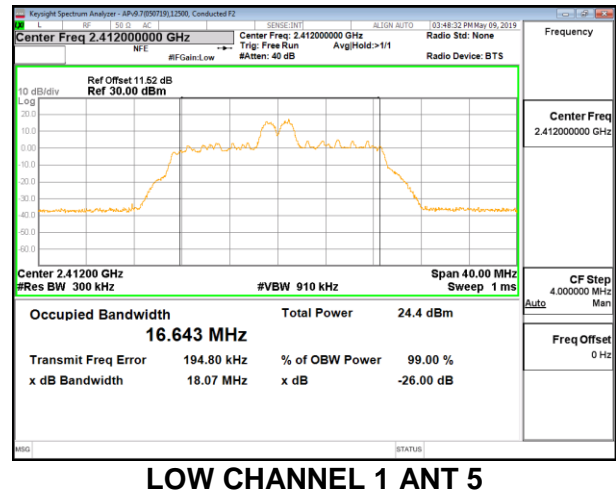 Keysight Spectrum Analyzer - APv9.7(050719),12500, Conducted F2
L RF 50 Ω AC SENSE:INT ALIGN AUTO 03:48:32 PM May 09, 2019
Center Freq 2.412000000 GHz Center Freq: 2.412000000 GHz Radio Std: None Frequency
NFE Trig: Free Run Avg|Hold:>1/1
#IFGain:Low #Atten: 40 dB Radio Device: BTS
Ref Offset 11.52 dB
10 dB/div Ref 30.00 dBm
Log
20.0
10.0
0.00
-10.0
-20.0
-30.0
-40.0
-50.0
-60.0
Center Freq
2.412000000 GHz
Center 2.41200 GHz Span 40.00 MHz
#Res BW 300 kHz #VBW 910 kHz Sweep 1 ms
CF Step
4.000000 MHz
Auto Man
Occupied Bandwidth Total Power 24.4 dBm
16.643 MHz
Freq Offset
0 Hz
Transmit Freq Error 194.80 kHz % of OBW Power 99.00 %
x dB Bandwidth 18.07 MHz x dB -26.00 dB
MSG STATUS
LOW CHANNEL 1 ANT 5